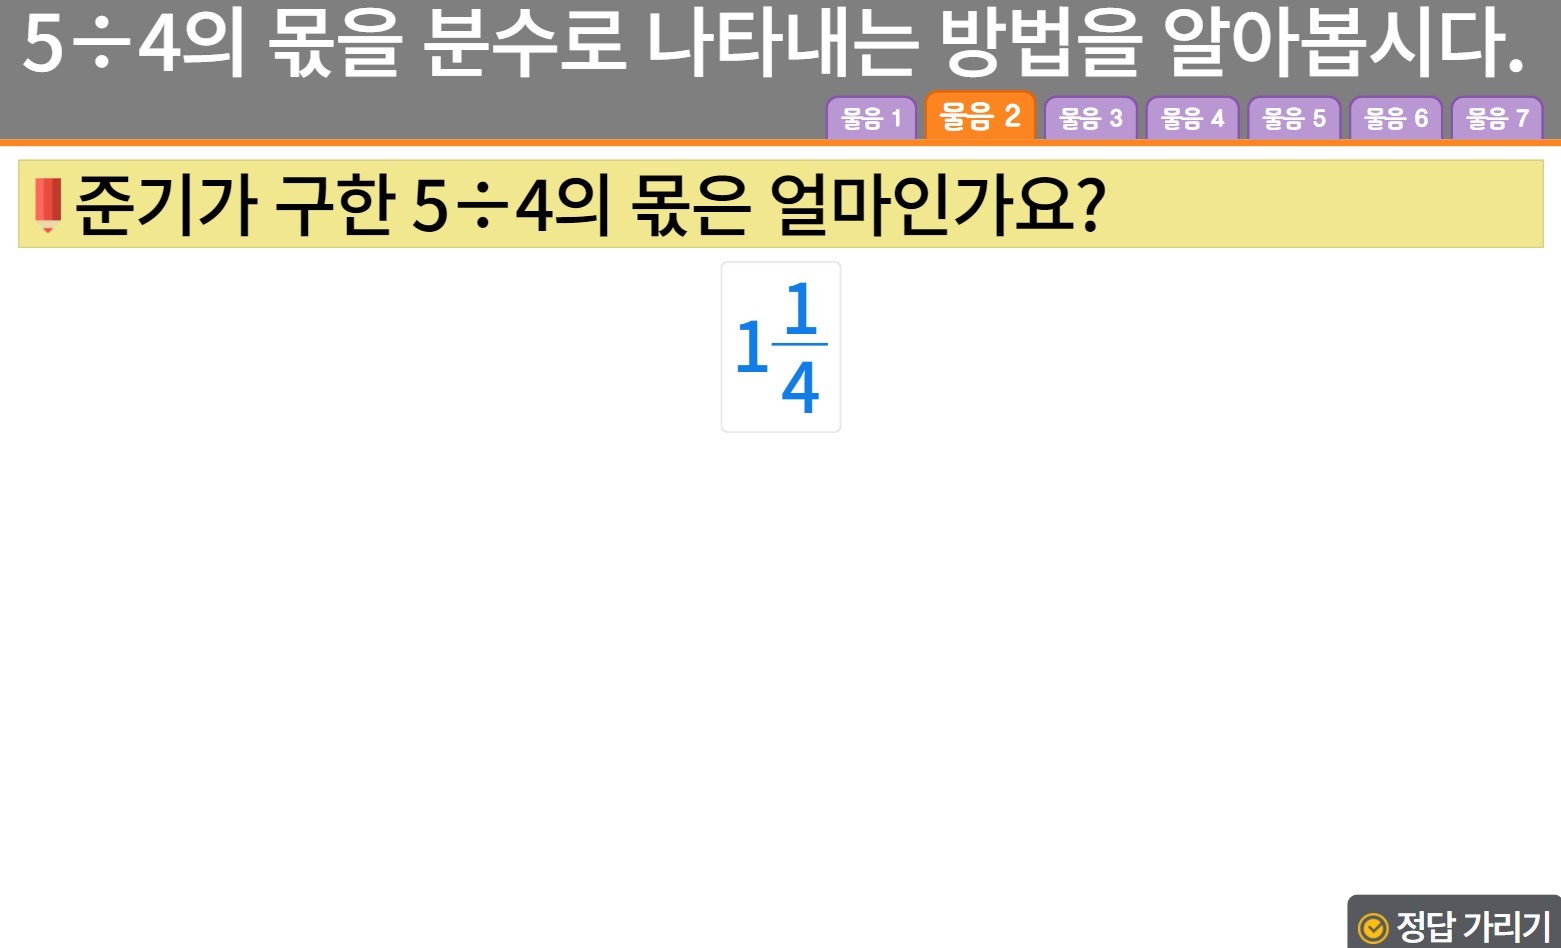 5÷4의 몫을 분수로 나타내는 방법을 알아봅시다.
물음 1 물음 2 물음 3 물음 4 물음 5 물음 6 물음 7
준기가 구한 5÷4의 몫은 얼마인가요?
1 1/4
정답 가리기